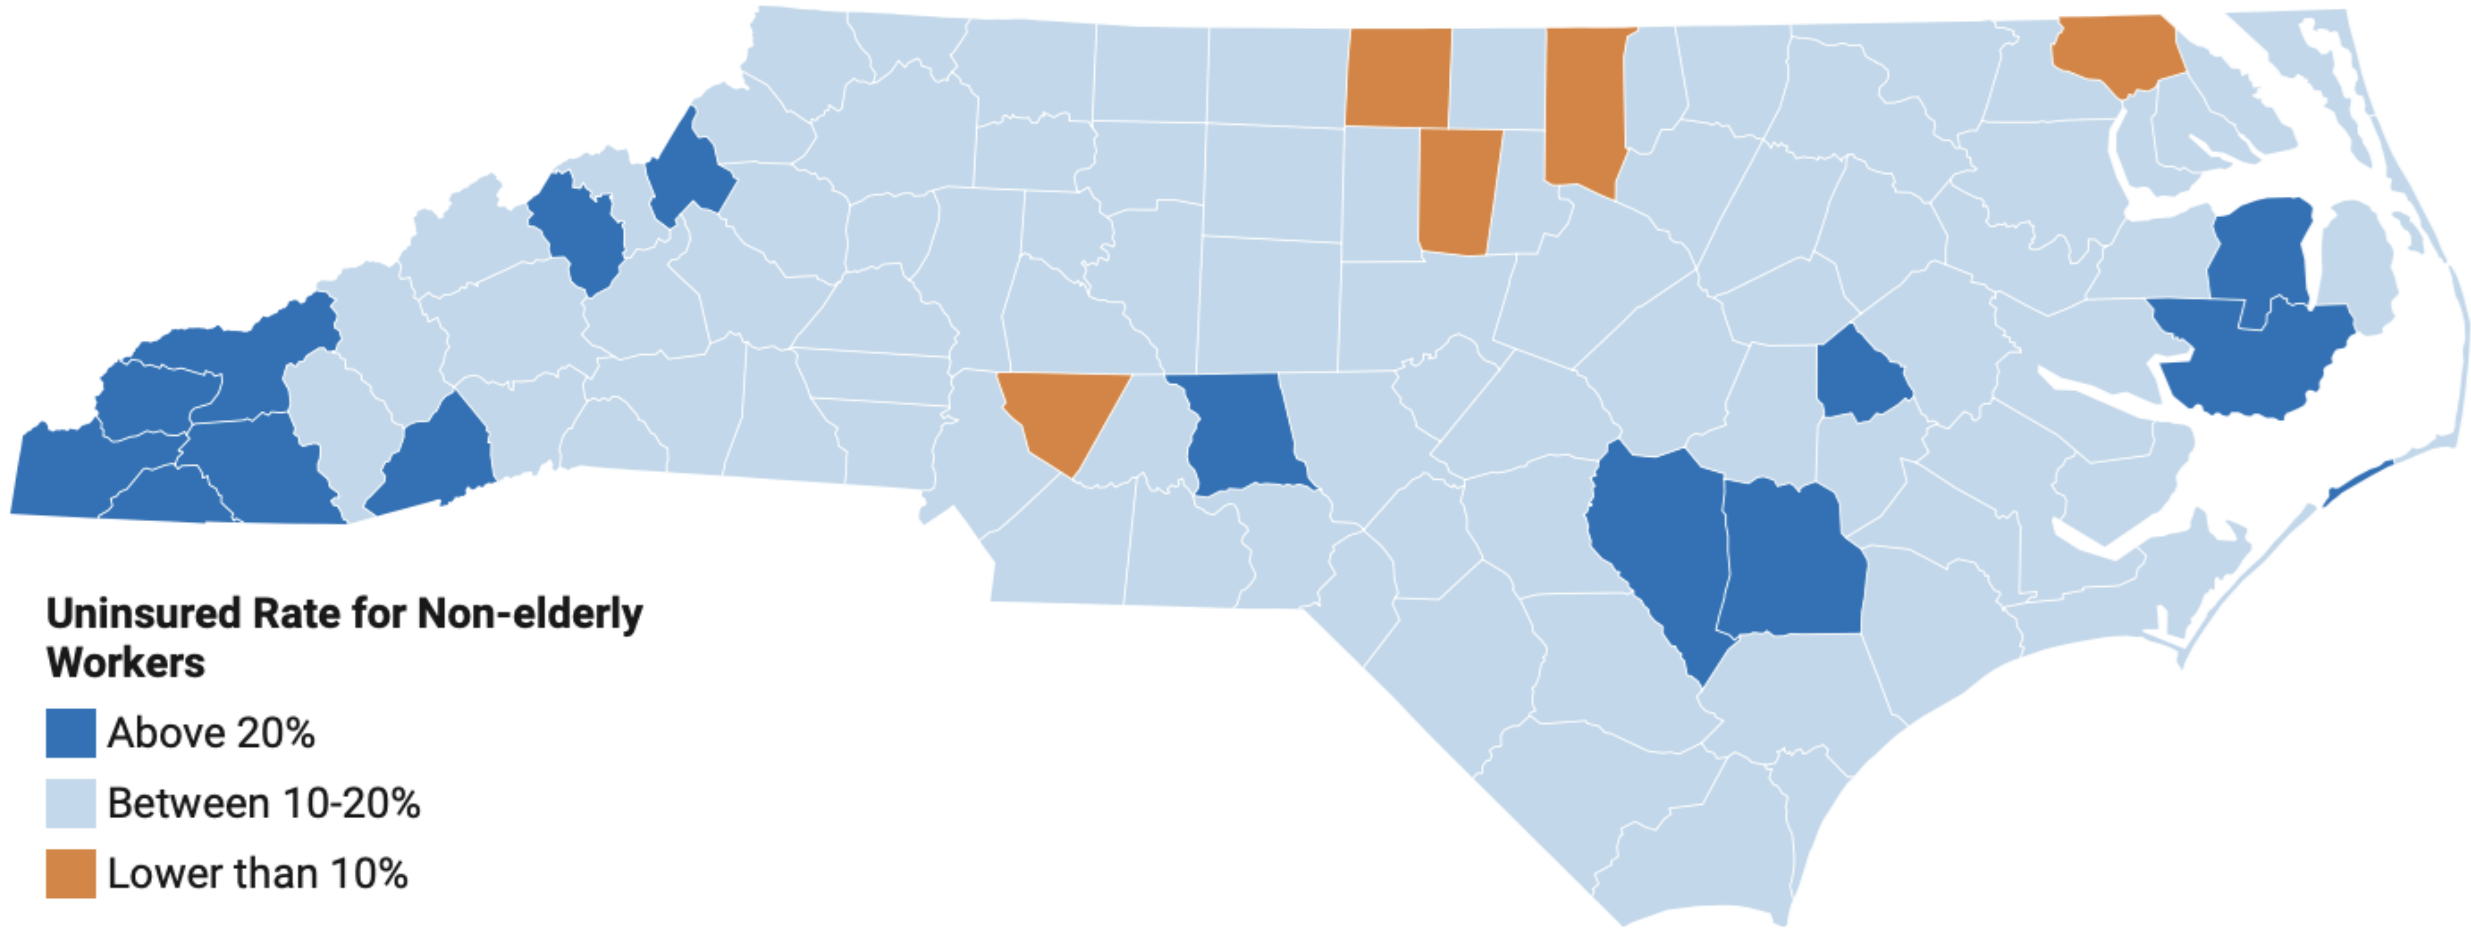 Uninsured Rate for Non-elderly
Workers
Above 20%
Between 10-20%
Lower than 10%